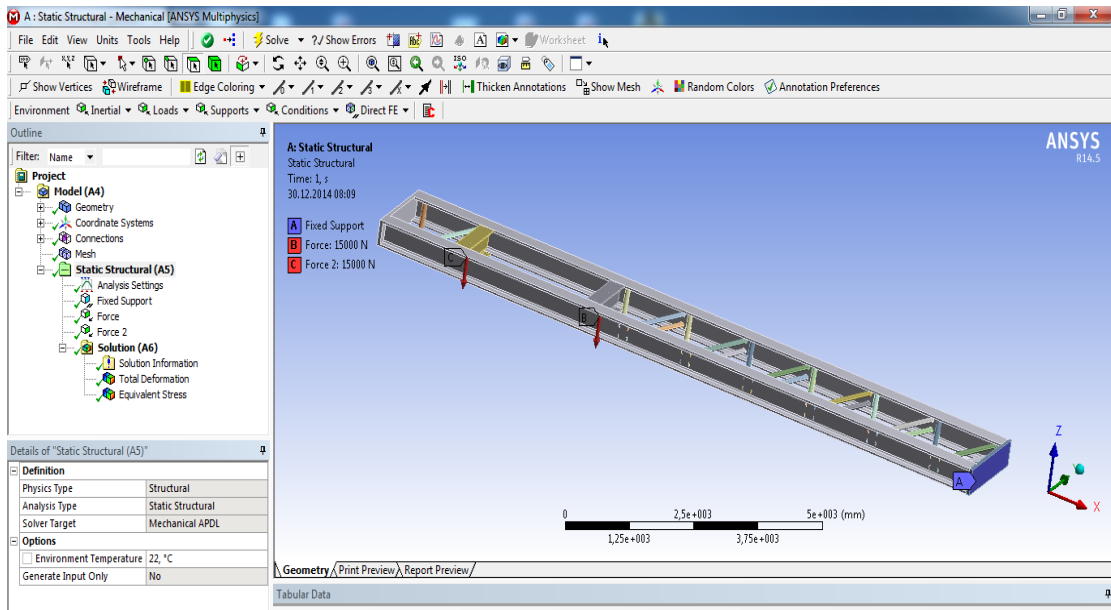 A : Static Structural - Mechanical [ANSYS Multiphysics]
File Edit View Units Tools Help Solve ?/ Show Errors A Worksheet
ISO
Show Vertices Wireframe Edge Coloring Thicken Annotations Show Mesh Random Colors Annotation Preferences
Environment Inertial Loads Supports Conditions Direct FE
Outline
Filter: Name
Project
Model (A4)
Geometry
Coordinate Systems
Connections
Mesh
Static Structural (A5)
Analysis Settings
Fixed Support
Force
Force 2
Solution (A6)
Solution Information
Total Deformation
Equivalent Stress
Details of "Static Structural (A5)"
Definition
Physics Type Structural
Analysis Type Static Structural
Solver Target Mechanical APDL
Options
Environment Temperature 22, °C
Generate Input Only No
A: Static Structural
Static Structural
Time: 1, s
30.12.2014 08:09
A Fixed Support
B Force: 15000 N
C Force 2: 15000 N
ANSYS
R14.5
C
B
A
Z
X
0 2,5e+003 5e+003 (mm)
1,25e+003 3,75e+003
Geometry Print Preview Report Preview
Tabular Data